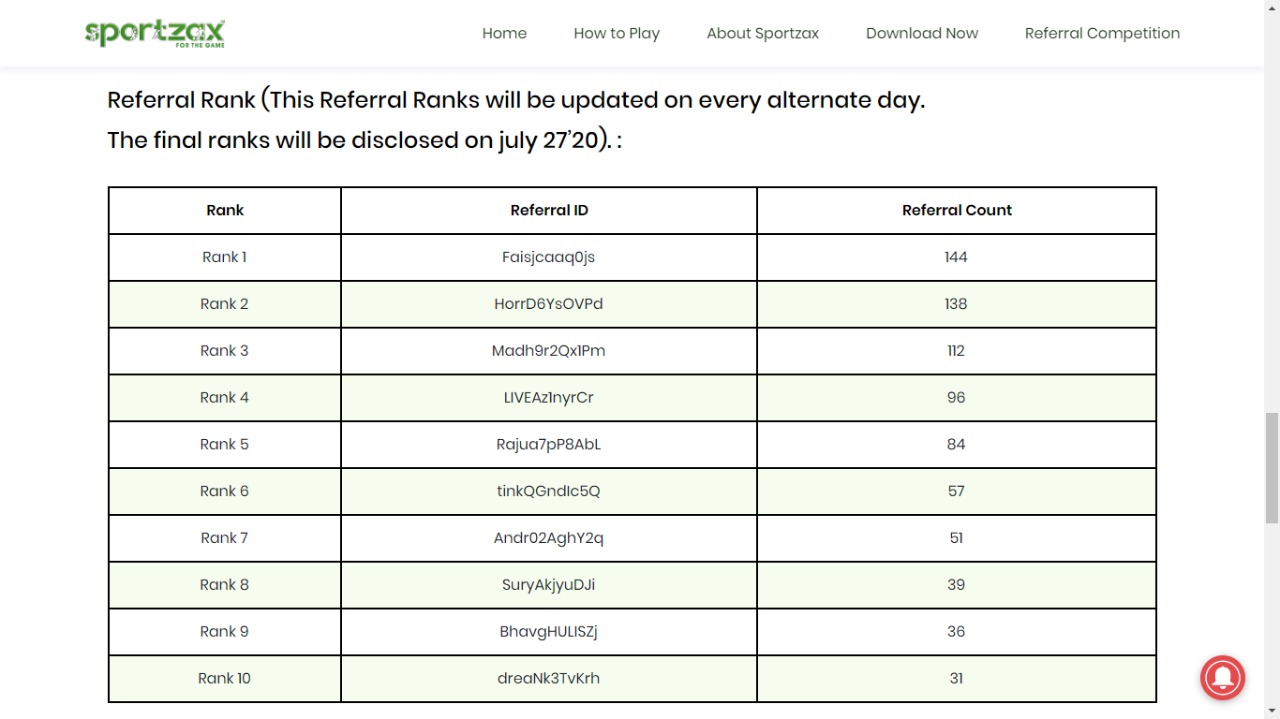 sportzax
FOR THE GAME
Home How to Play About Sportzax Download Now Referral Competition
Referral Rank (This Referral Ranks will be updated on every alternate day.
The final ranks will be disclosed on july 27’20). :
Rank Referral ID Referral Count
Rank 1 Faisjcaaq0js 144
Rank 2 HorrD6YsOVPd 138
Rank 3 Madh9r2Qx1Pm 112
Rank 4 LIVEAz1nyrCr 96
Rank 5 Rajua7pP8AbL 84
Rank 6 tinkQGndIc5Q 57
Rank 7 Andr02AghY2q 51
Rank 8 SuryAkjyuDJi 39
Rank 9 BhavgHULISZj 36
Rank 10 dreaNk3TvKrh 31